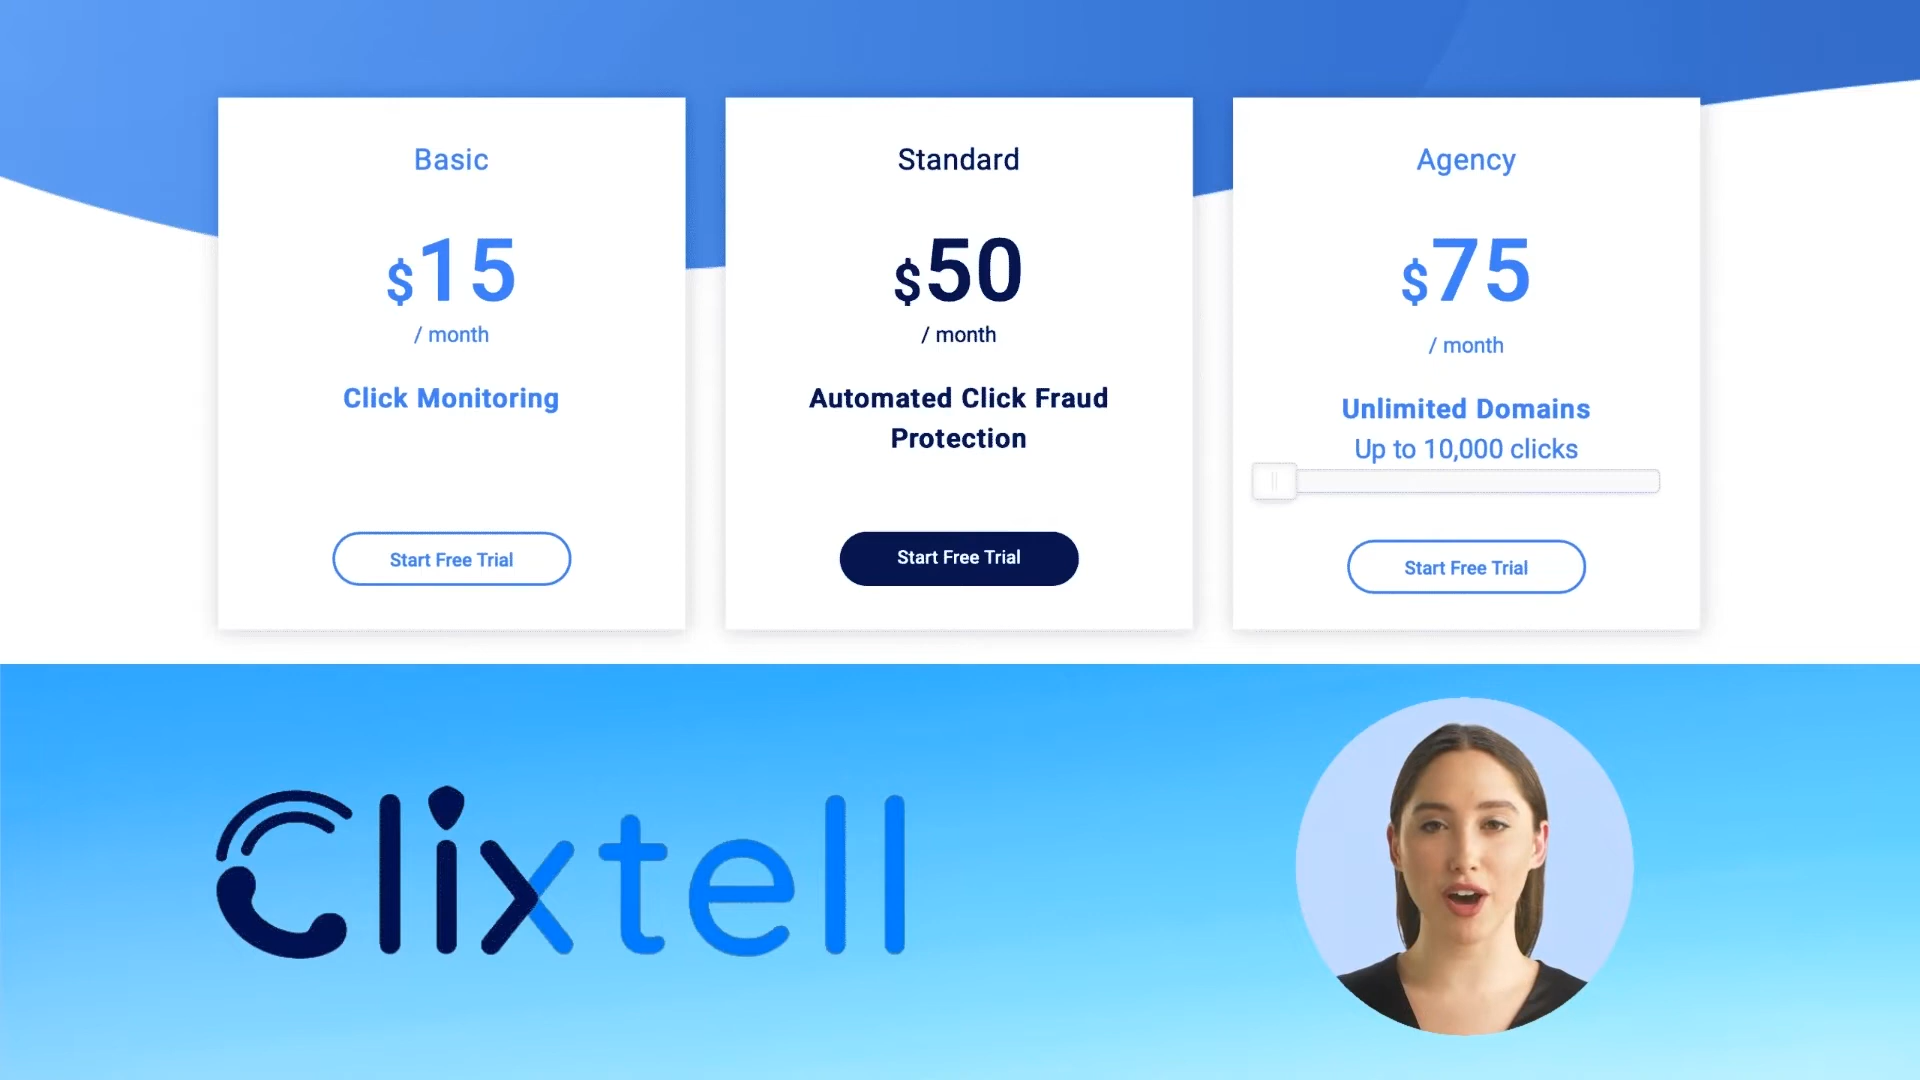 Basic
$15
/ month
Click Monitoring
Start Free Trial
Standard
$50
/ month
Automated Click Fraud
Protection
Start Free Trial
Agency
$75
/ month
Unlimited Domains
Up to 10,000 clicks
Start Free Trial
Clixtell